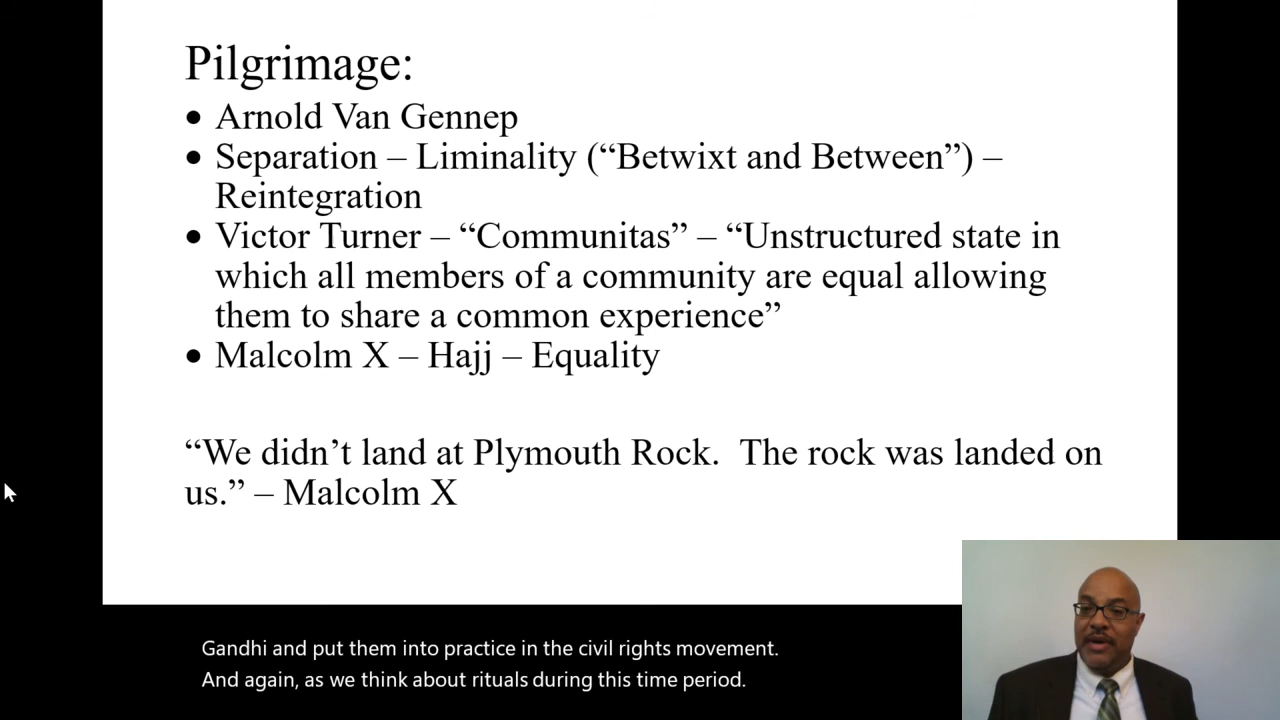 Pilgrimage:
• Arnold Van Gennep
• Separation – Liminality (“Betwixt and Between”) –
Reintegration
• Victor Turner – “Communitas” – “Unstructured state in
which all members of a community are equal allowing
them to share a common experience”
• Malcolm X – Hajj – Equality
“We didn’t land at Plymouth Rock.  The rock was landed on
us.” – Malcolm X
Gandhi and put them into practice in the civil rights movement.
And again, as we think about rituals during this time period.